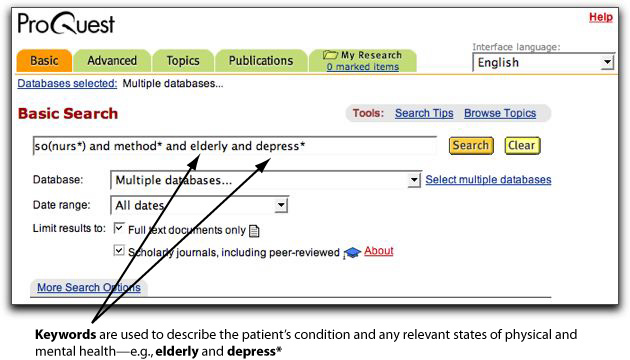 ProQuest
Help
Basic Advanced Topics Publications My Research
0 marked items
Interface language:
English
Databases selected: Multiple databases...
Basic Search
Tools: Search Tips Browse Topics
so(nurs*) and method* and elderly and depress*
Search Clear
Database: Multiple databases... Select multiple databases
Date range: All dates
Limit results to: Full text documents only
Scholarly journals, including peer-reviewed About
More Search Options
Keywords are used to describe the patient's condition and any relevant states of physical and
mental health—e.g., elderly and depress*